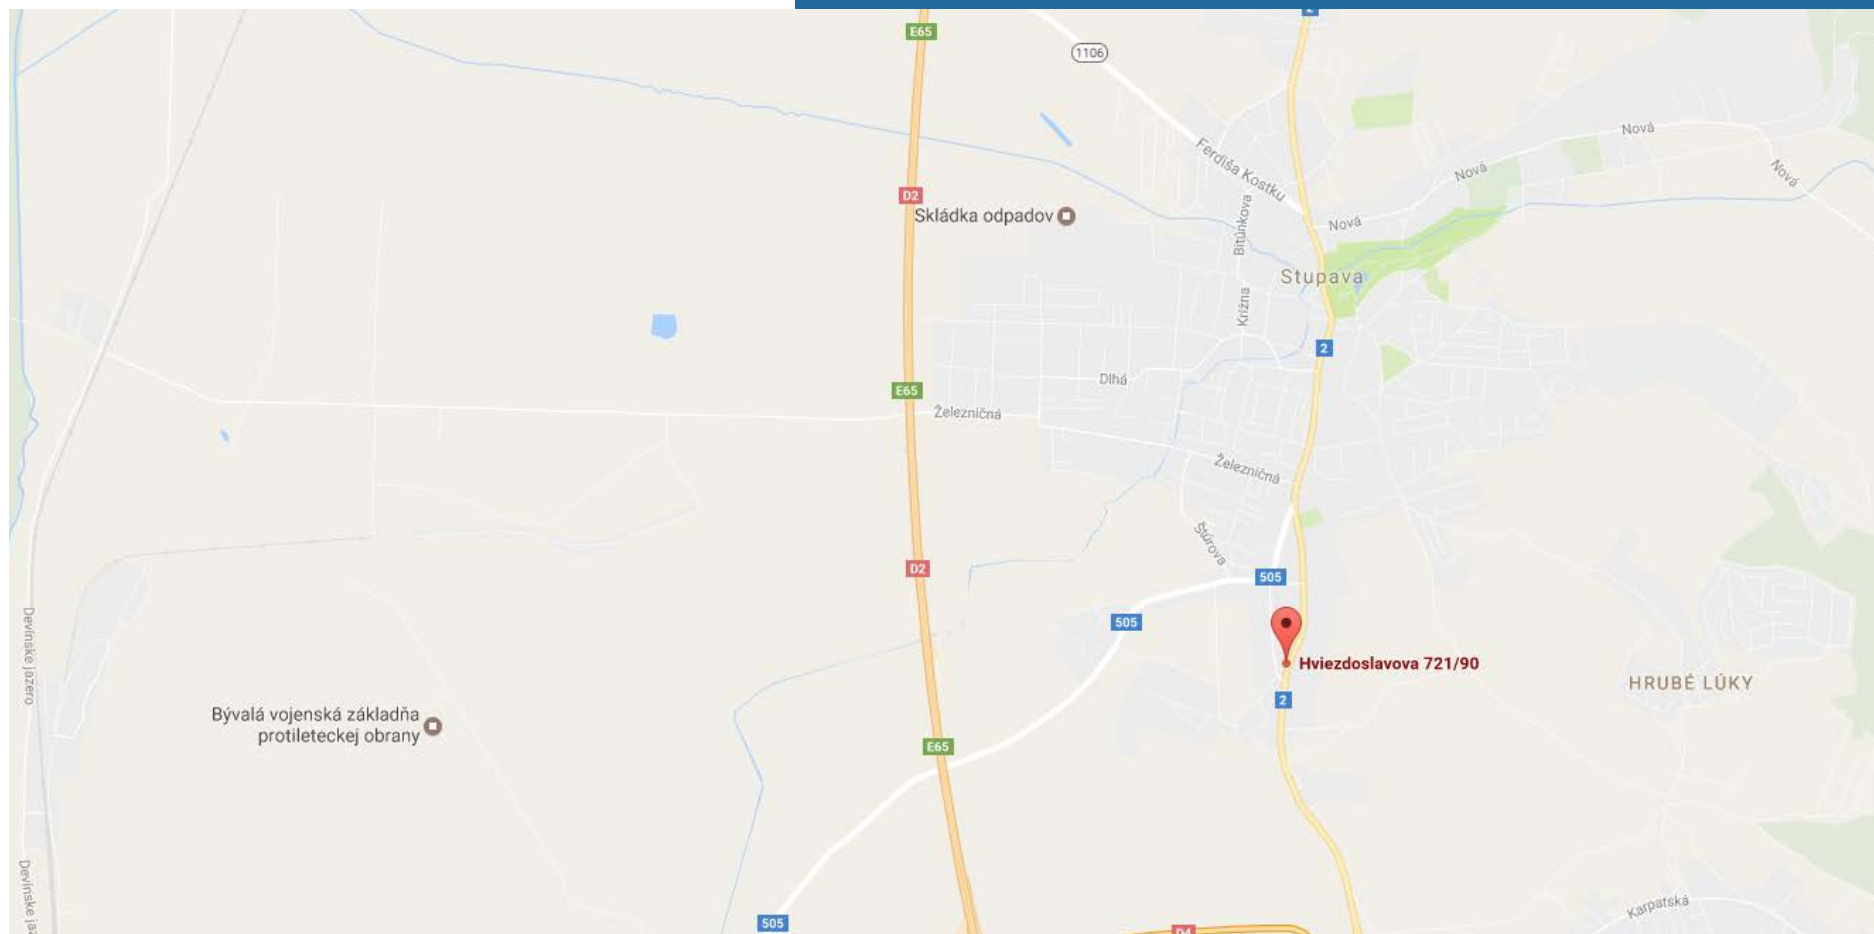 2
E65
1106
Nová
Ferdiša Kostku
Nová
Nová
D2
Skládka odpadov
Bitúnkova
Nová
Stupava
Krížna
2
Dlhá
E65
Železničná
Železničná
Štúrova
D2
505
505
Devínske jazero
Hviezdoslavova 721/90
HRUBÉ LÚKY
2
Bývalá vojenská základňa
protileteckej obrany
E65
Devínske jaz
Karpatská
505
D4